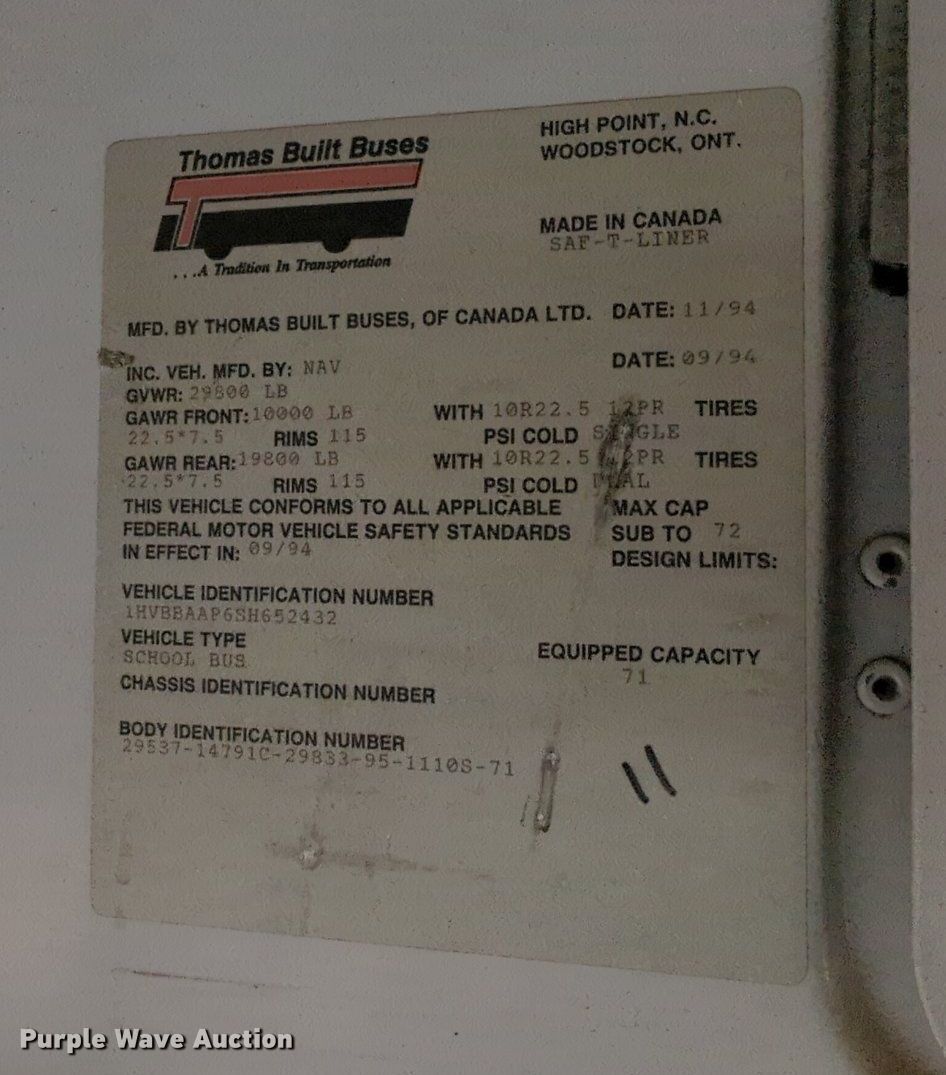 Thomas Built Buses
...A Tradition In Transportation
HIGH POINT, N.C.
WOODSTOCK, ONT.
MADE IN CANADA
SAF-T-LINER
MFD. BY THOMAS BUILT BUSES, OF CANADA LTD. DATE: 11/94
INC. VEH. MFD. BY: NAV DATE: 09/94
GVWR: 29800 LB
GAWR FRONT: 10000 LB WITH 10R22.5 12PR TIRES
22.5*7.5 RIMS 115 PSI COLD SINGLE
GAWR REAR: 19800 LB WITH 10R22.5 12PR TIRES
22.5*7.5 RIMS 115 PSI COLD DUAL
THIS VEHICLE CONFORMS TO ALL APPLICABLE MAX CAP
FEDERAL MOTOR VEHICLE SAFETY STANDARDS SUB TO 72
IN EFFECT IN: 09/94 DESIGN LIMITS:
VEHICLE IDENTIFICATION NUMBER
1HVBBAAP6SH652432
VEHICLE TYPE
SCHOOL BUS
EQUIPPED CAPACITY
71
CHASSIS IDENTIFICATION NUMBER
BODY IDENTIFICATION NUMBER
29537-14791C-29833-95-1110S-71
11
Purple Wave Auction